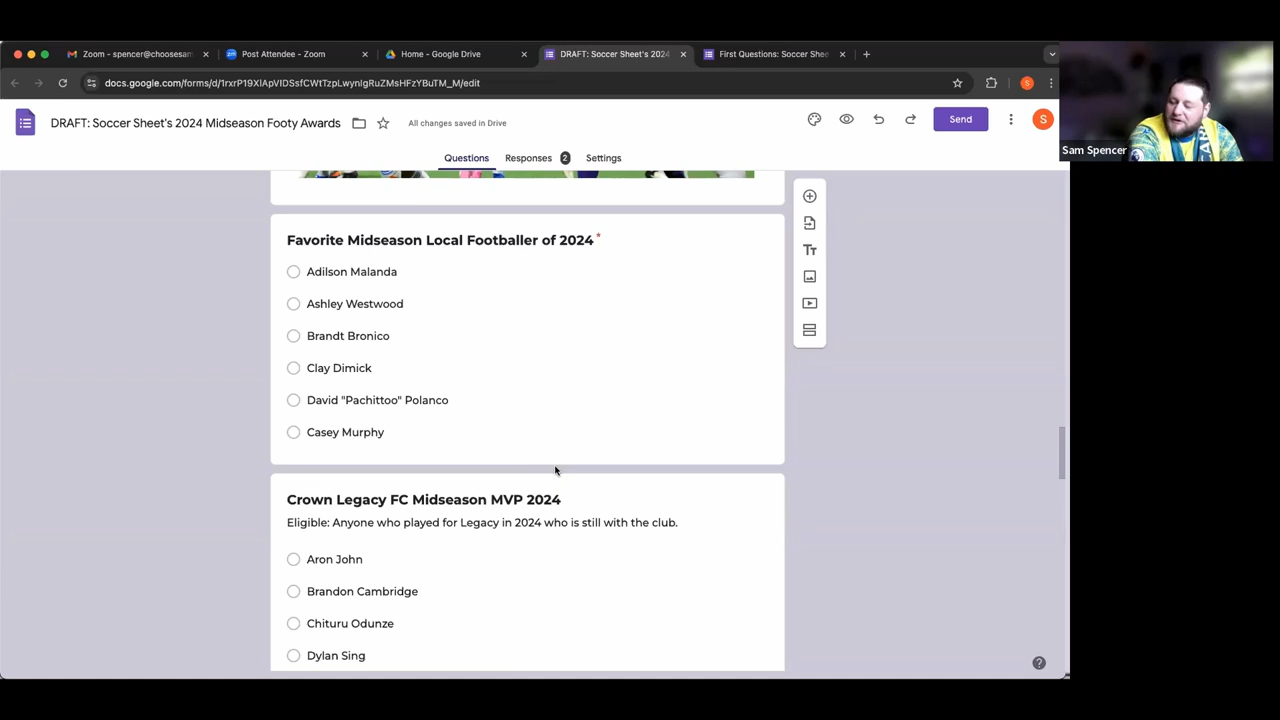 Zoom - spencer@choosesam
Post Attendee - Zoom
Home - Google Drive
DRAFT: Soccer Sheet's 2024
First Questions: Soccer Shee
docs.google.com/forms/d/1rxrP19XlApVIDSsfCWtTzpLwynIgRuZMsHFzYBuTM_M/edit
S
DRAFT: Soccer Sheet's 2024 Midseason Footy Awards
All changes saved in Drive
Send
S
Sam Spencer
Questions
Responses 2
Settings
Favorite Midseason Local Footballer of 2024 *
Adilson Malanda
Ashley Westwood
Brandt Bronico
Clay Dimick
David "Pachittoo" Polanco
Casey Murphy
Crown Legacy FC Midseason MVP 2024
Eligible: Anyone who played for Legacy in 2024 who is still with the club.
Aron John
Brandon Cambridge
Chituru Odunze
Dylan Sing